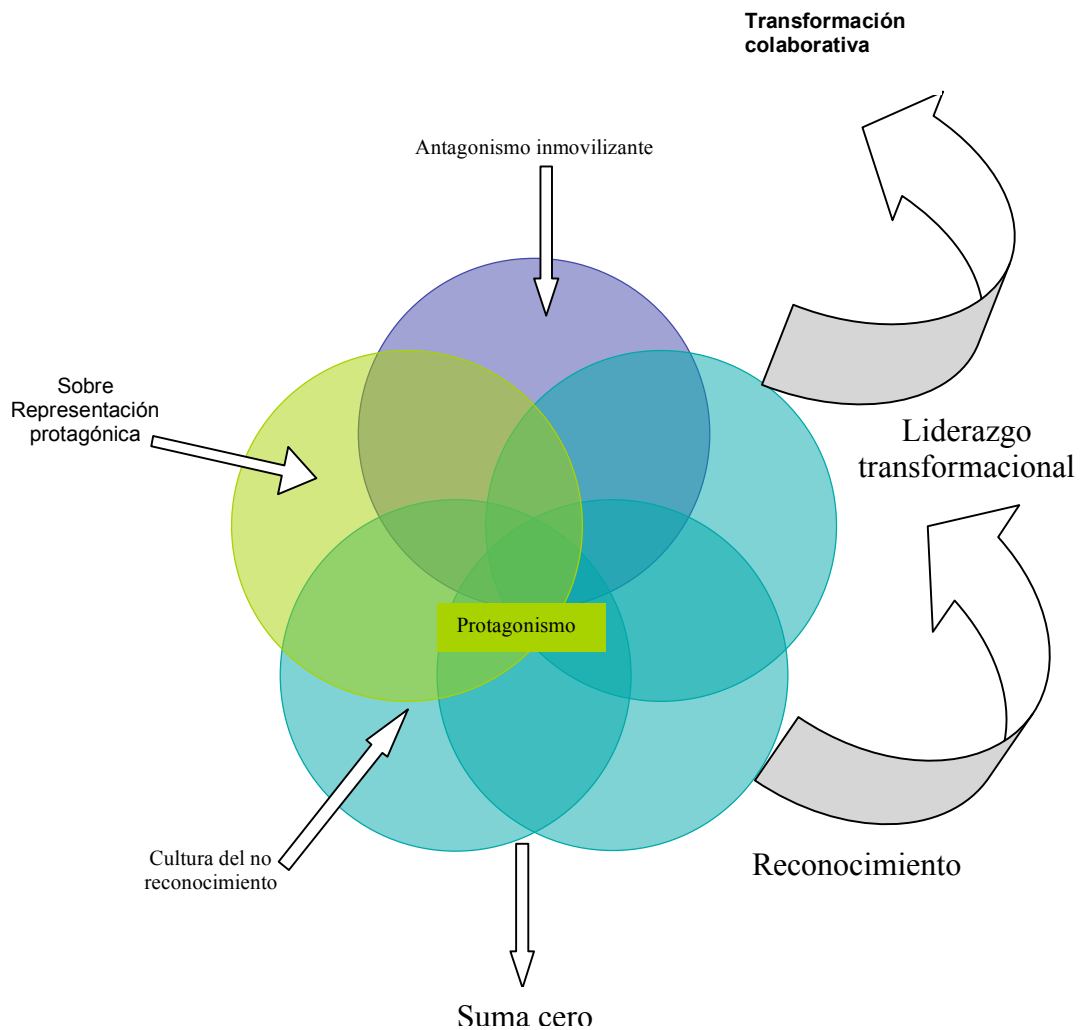 Transformación
colaborativa
Antagonismo inmovilizante
Sobre
Representación
protagónica
Liderazgo
transformacional
Protagonismo
Cultura del no
reconocimiento
Reconocimiento
Suma cero